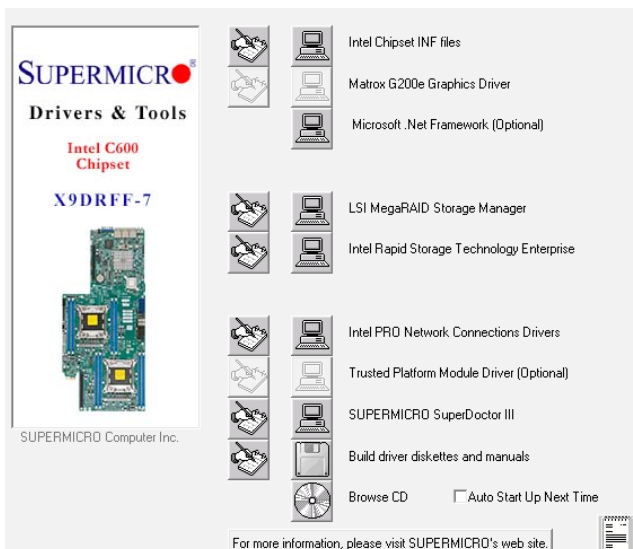 SUPERMICRO®
Drivers & Tools
Intel C600
Chipset
X9DRFF-7
SUPERMICRO Computer Inc.
Intel Chipset INF files
Matrox G200e Graphics Driver
Microsoft .Net Framework (Optional)
LSI MegaRAID Storage Manager
Intel Rapid Storage Technology Enterprise
Intel PRO Network Connections Drivers
Trusted Platform Module Driver (Optional)
SUPERMICRO SuperDoctor III
Build driver diskettes and manuals
Browse CD
Auto Start Up Next Time
For more information, please visit SUPERMICRO's web site.